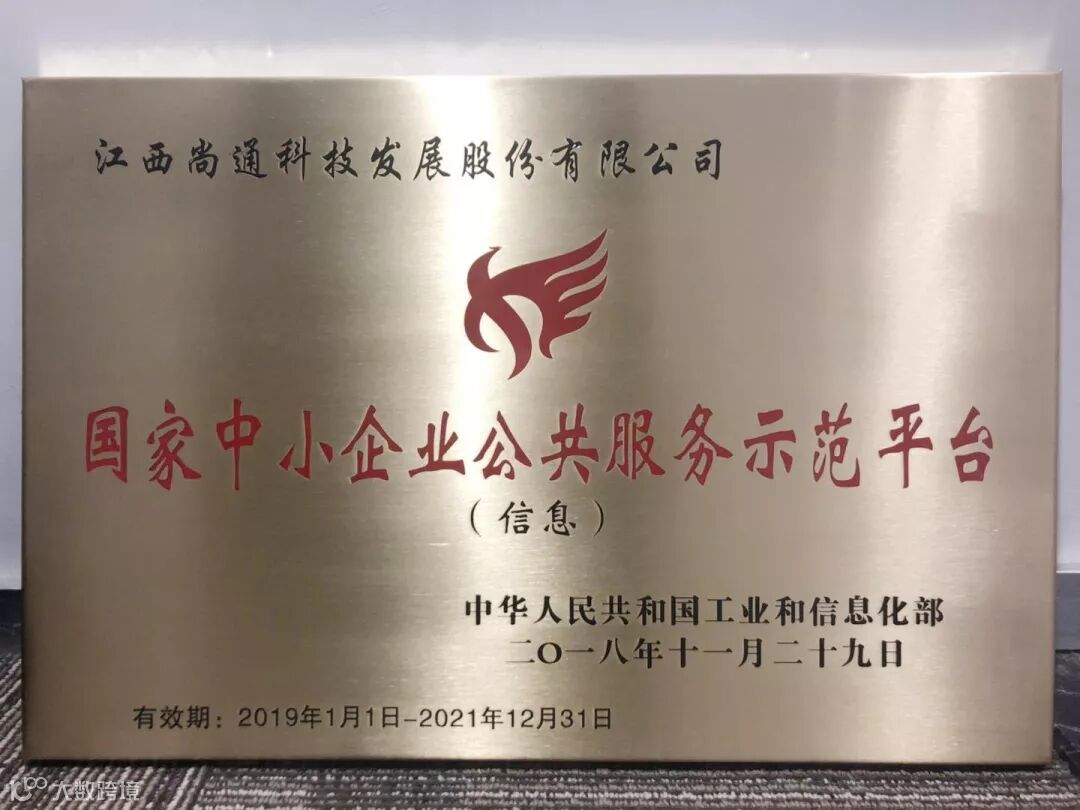 江西尚通科技发展股份有限公司
国家中小企业公共服务示范平台
（信息）
中华人民共和国工业和信息化部
二〇一八年十一月二十九日
有效期：2019年1月1日-2021年12月31日
大数跨境